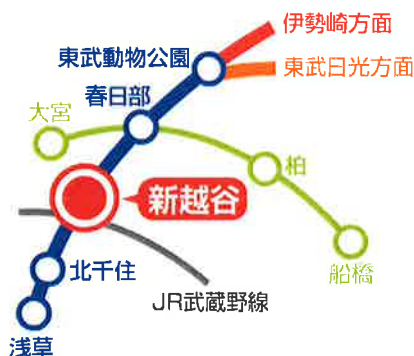 伊勢崎方面
東武動物公園
東武日光方面
春日部
大宮
柏
新越谷
船橋
北千住
JR武蔵野線
浅草